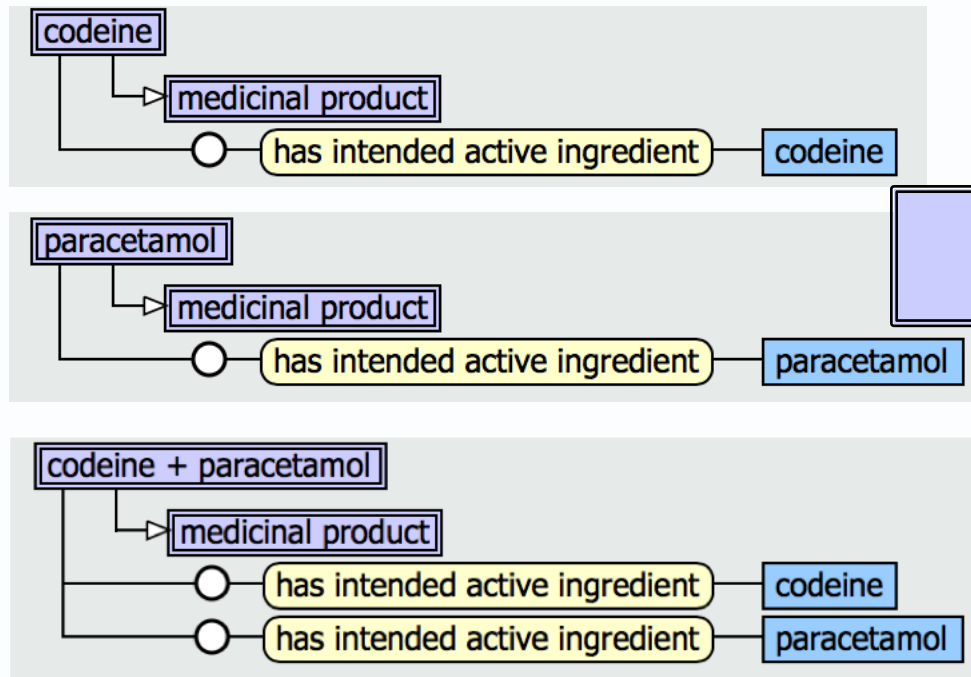 codeine
medicinal product
has intended active ingredient codeine
paracetamol
medicinal product
has intended active ingredient paracetamol
codeine + paracetamol
medicinal product
has intended active ingredient codeine
has intended active ingredient paracetamol